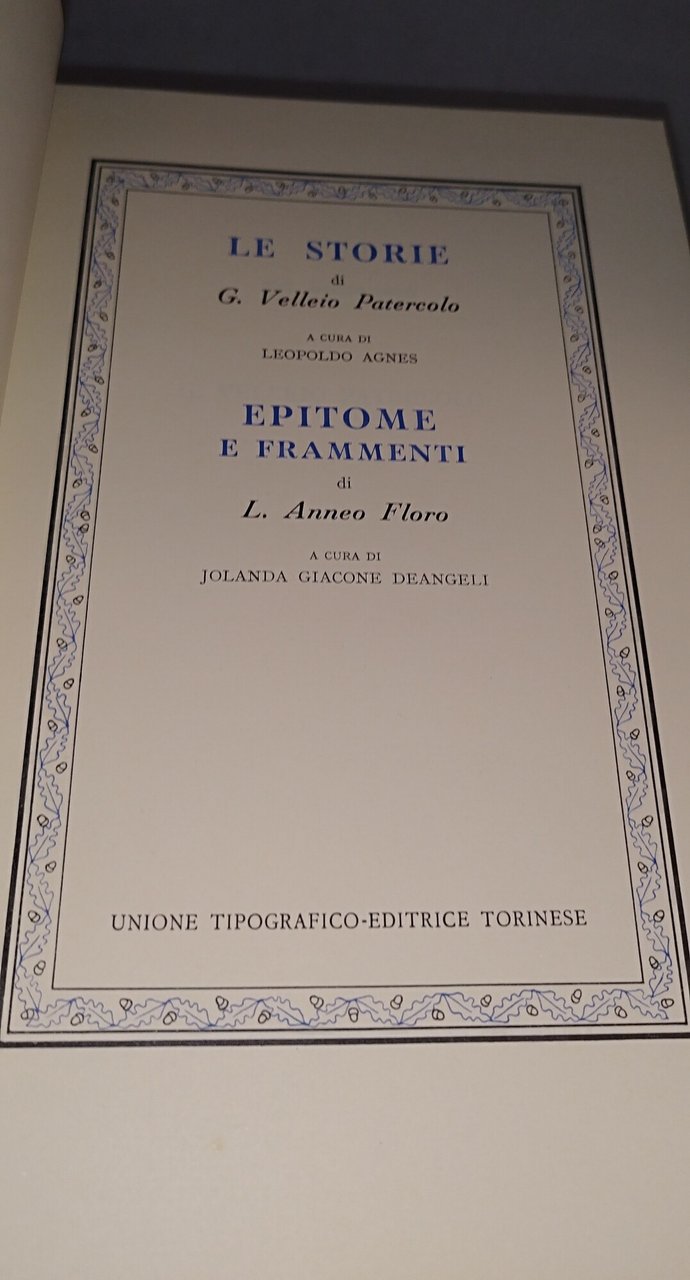 LE STORIE
di
G. Velleio Patercolo
A CURA DI
LEOPOLDO AGNES
EPITOME
E FRAMMENTI
di
L. Anneo Floro
A CURA DI
JOLANDA GIACONE DEANGELI
UNIONE TIPOGRAFICO-EDITRICE TORINESE